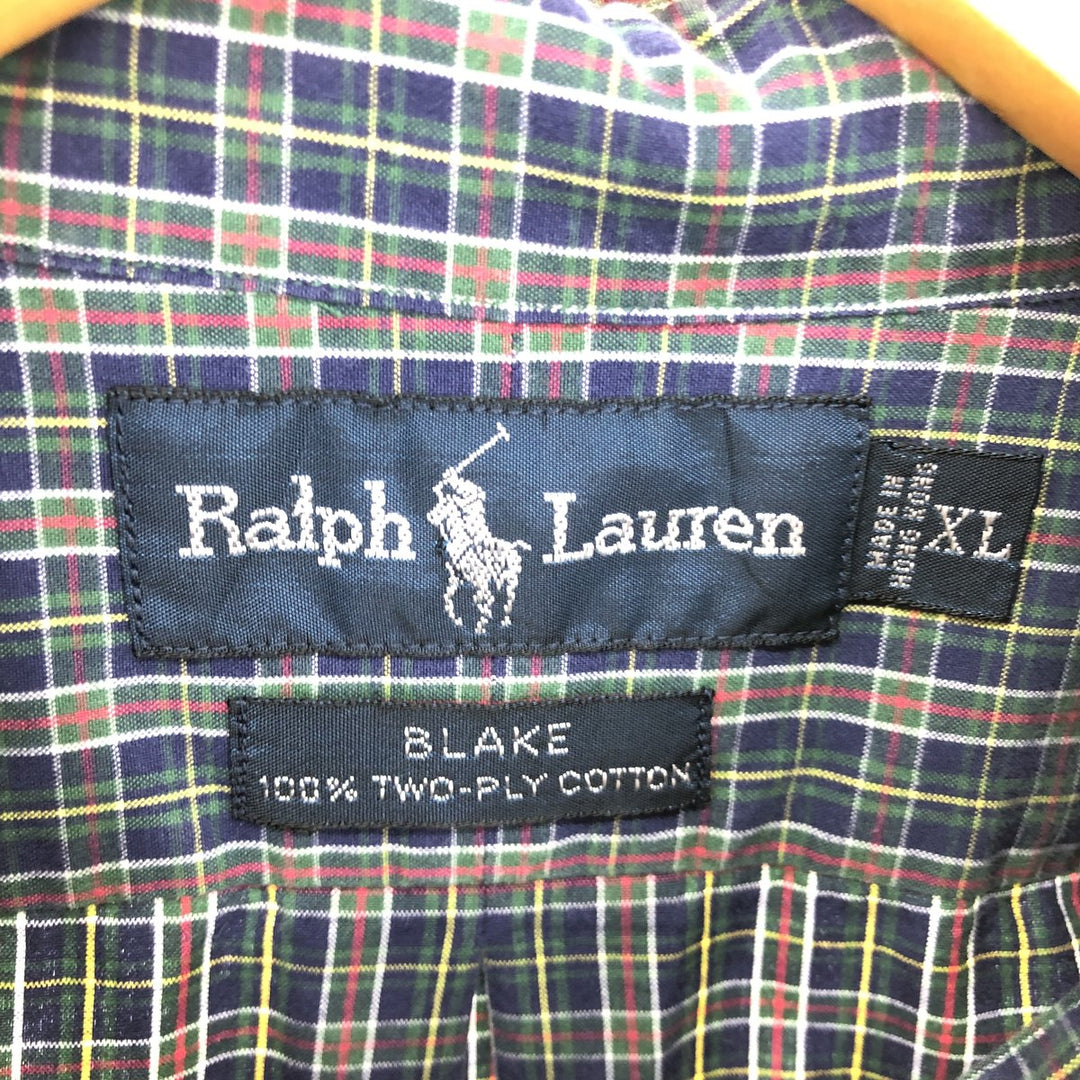 Ralph Lauren
MADE IN
HONG KONG
XL
BLAKE
100% TWO-PLY COTTON